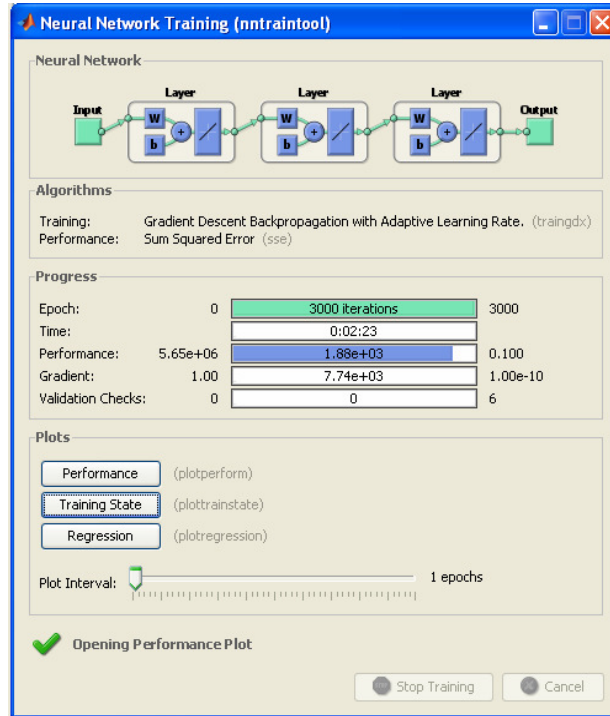 Neural Network Training (nntraintool)
Neural Network
Layer Layer Layer
Input Output
W W W
b b b
+ + +
Algorithms
Training: Gradient Descent Backpropagation with Adaptive Learning Rate. (traingdx)
Performance: Sum Squared Error (sse)
Progress
Epoch: 0 3000 iterations 3000
Time: 0:02:23
Performance: 5.65e+06 1.88e+03 0.100
Gradient: 1.00 7.74e+03 1.00e-10
Validation Checks: 0 0 6
Plots
Performance (plotperform)
Training State (plottrainstate)
Regression (plotregression)
Plot Interval: 1 epochs
Opening Performance Plot
Stop Training Cancel